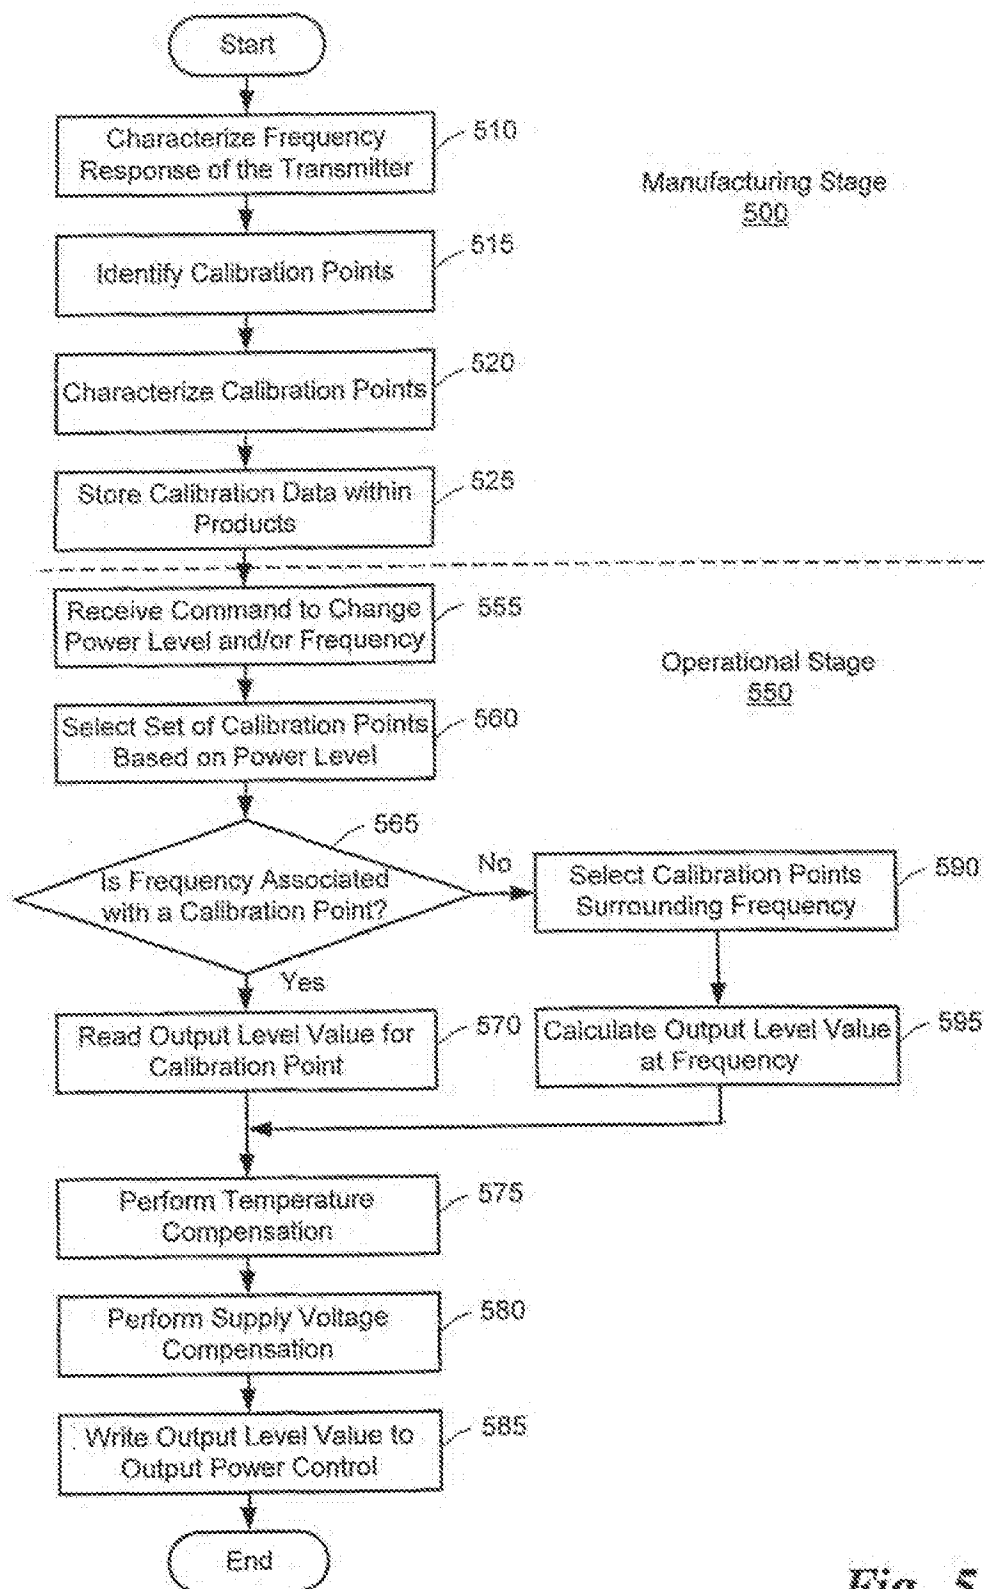 Start
Characterize Frequency
Response of the Transmitter
510
Manufacturing Stage
500
Identify Calibration Points
515
Characterize Calibration Points
520
Store Calibration Data within
Products
525
Receive Command to Change
Power Level and/or Frequency
555
Operational Stage
550
Select Set of Calibration Points
Based on Power Level
560
565
Is Frequency Associated
with a Calibration Point?
No
Yes
Select Calibration Points
Surrounding Frequency
590
Read Output Level Value for
Calibration Point
570
Calculate Output Level Value
at Frequency
595
Perform Temperature
Compensation
575
Perform Supply Voltage
Compensation
580
Write Output Level Value to
Output Power Control
585
End
Fig. 5